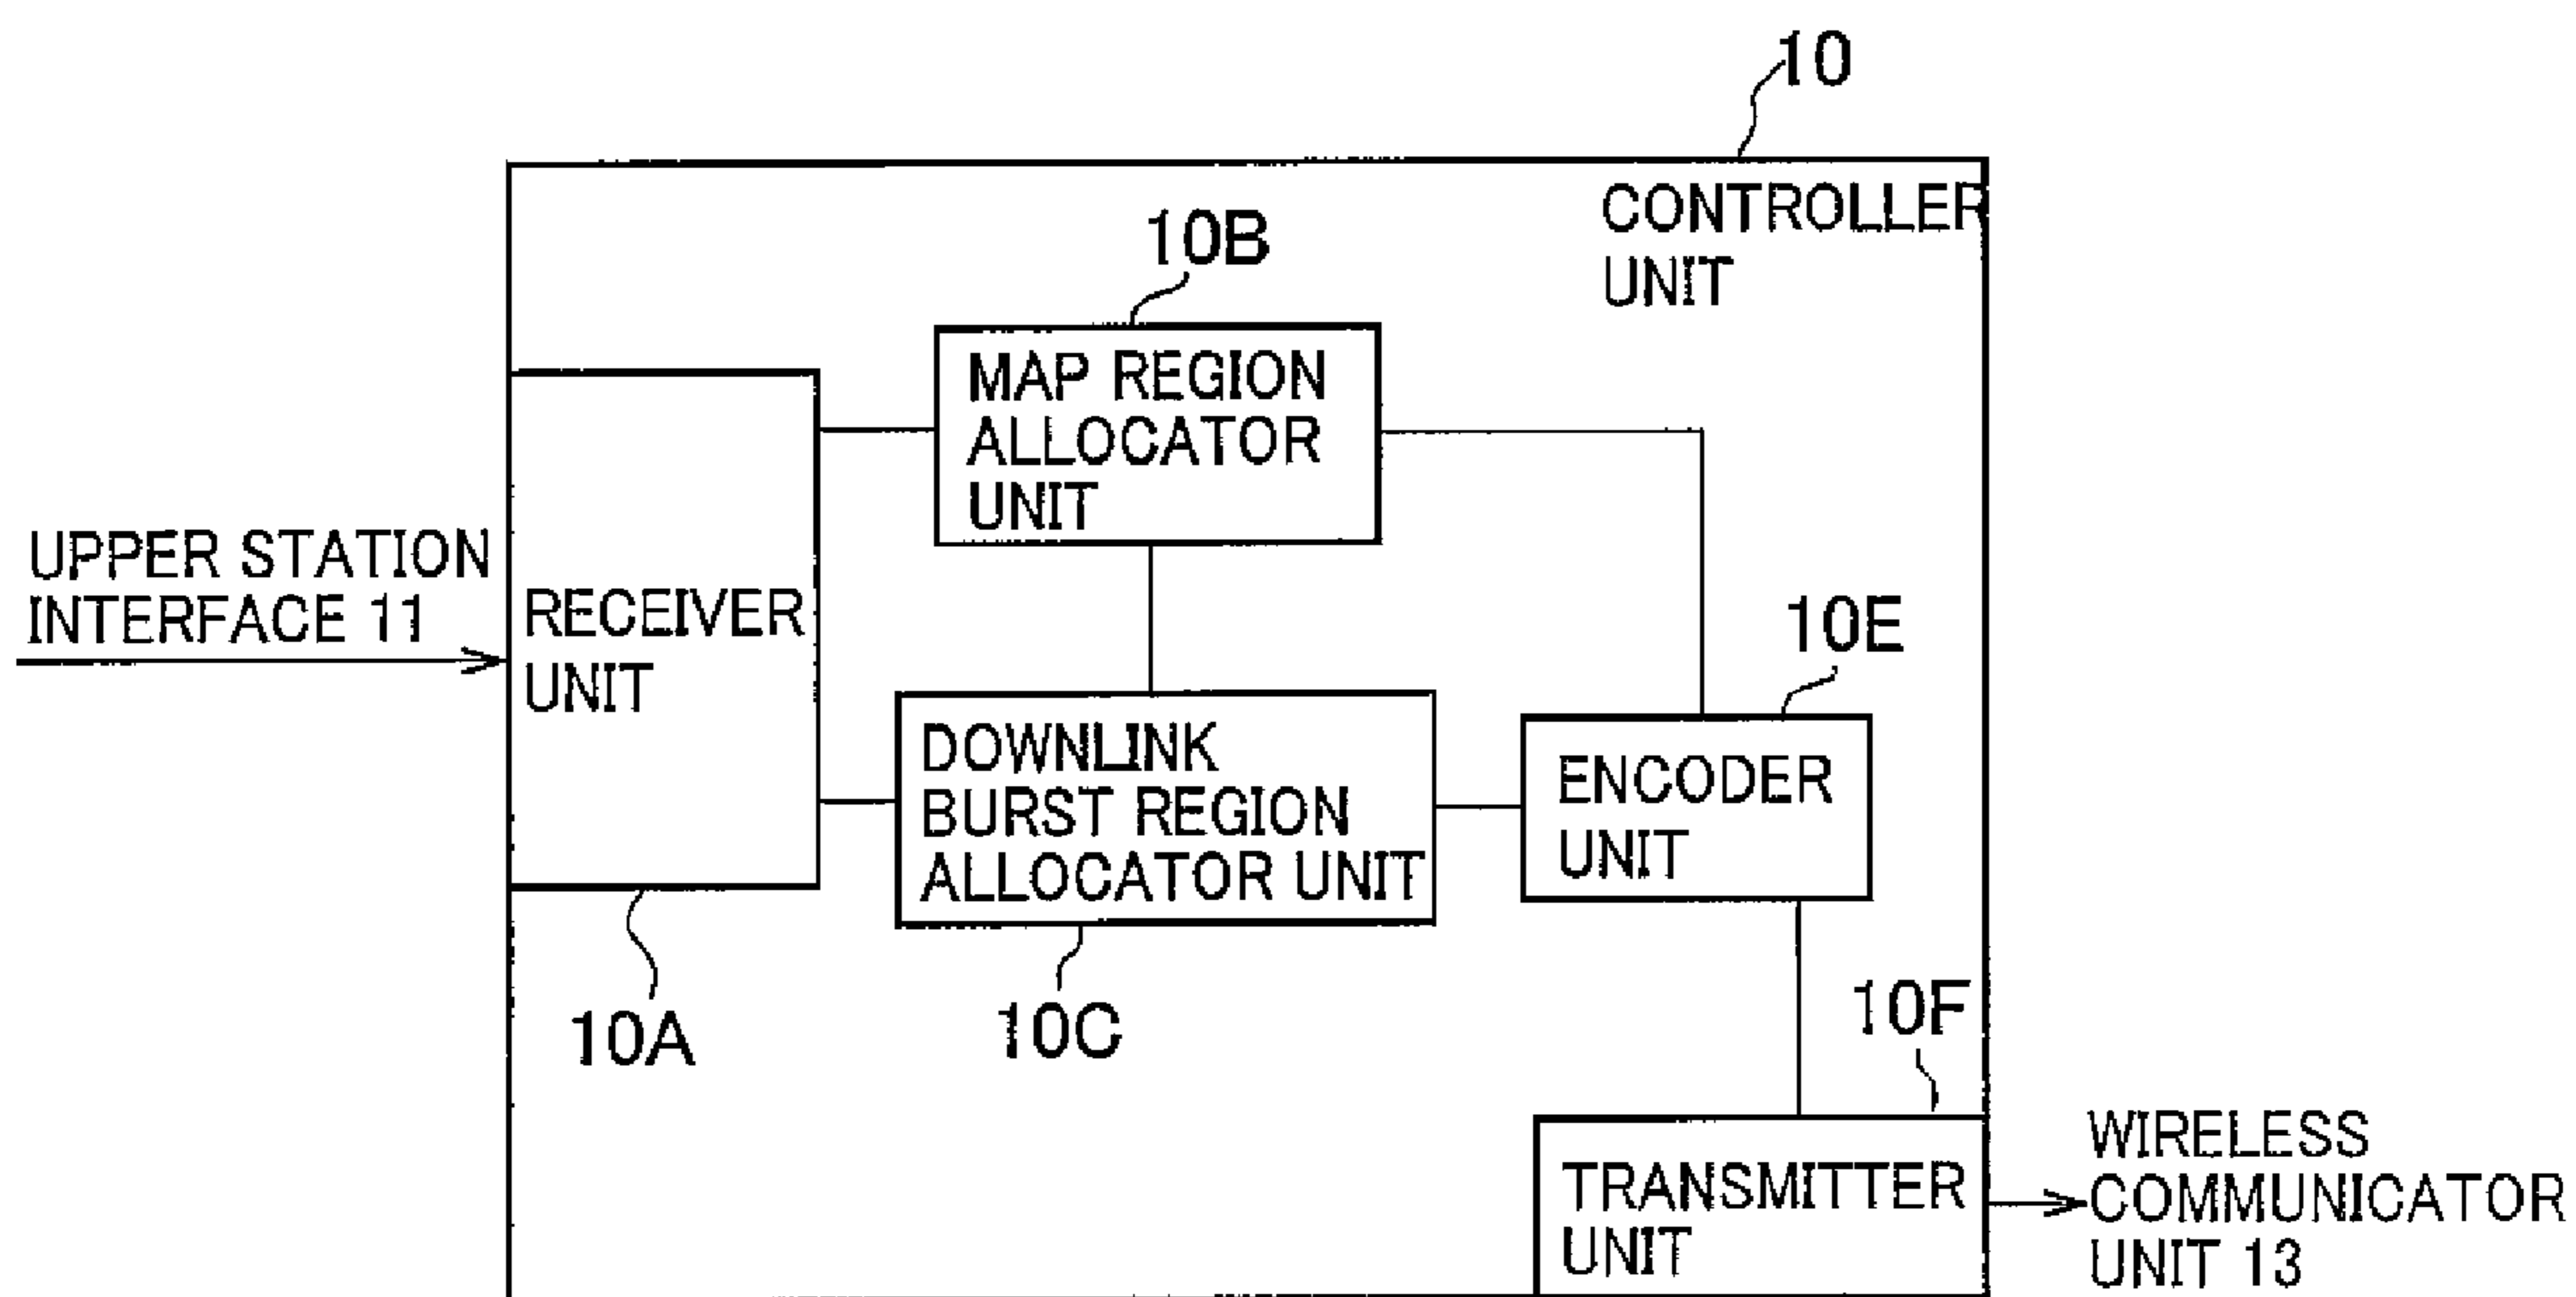 10
CONTROLLER
UNIT
10B
MAP REGION
ALLOCATOR
UNIT
UPPER STATION
INTERFACE 11
RECEIVER
UNIT
10E
DOWNLINK
BURST REGION
ALLOCATOR UNIT
ENCODER
UNIT
10A
10C
10F
TRANSMITTER
UNIT
WIRELESS
COMMUNICATOR
UNIT 13